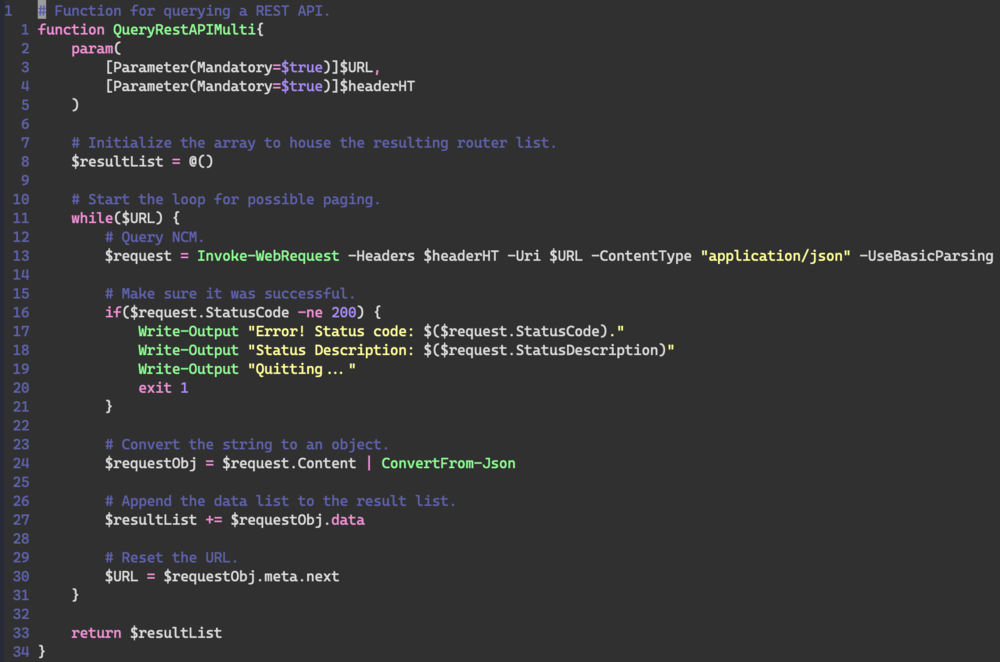 1   # Function for querying a REST API.
  1 function QueryRestAPIMulti{
  2     param(
  3         [Parameter(Mandatory=$true)]$URL,
  4         [Parameter(Mandatory=$true)]$headerHT
  5     )
  6
  7     # Initialize the array to house the resulting router list.
  8     $resultList = @()
  9
 10     # Start the loop for possible paging.
 11     while($URL) {
 12         # Query NCM.
 13         $request = Invoke-WebRequest -Headers $headerHT -Uri $URL -ContentType "application/json" -UseBasicParsing
 14
 15         # Make sure it was successful.
 16         if($request.StatusCode -ne 200) {
 17             Write-Output "Error! Status code: $($request.StatusCode)."
 18             Write-Output "Status Description: $($request.StatusDescription)"
 19             Write-Output "Quitting..."
 20             exit 1
 21         }
 22
 23         # Convert the string to an object.
 24         $requestObj = $request.Content | ConvertFrom-Json
 25
 26         # Append the data list to the result list.
 27         $resultList += $requestObj.data
 28
 29         # Reset the URL.
 30         $URL = $requestObj.meta.next
 31     }
 32
 33     return $resultList
 34 }